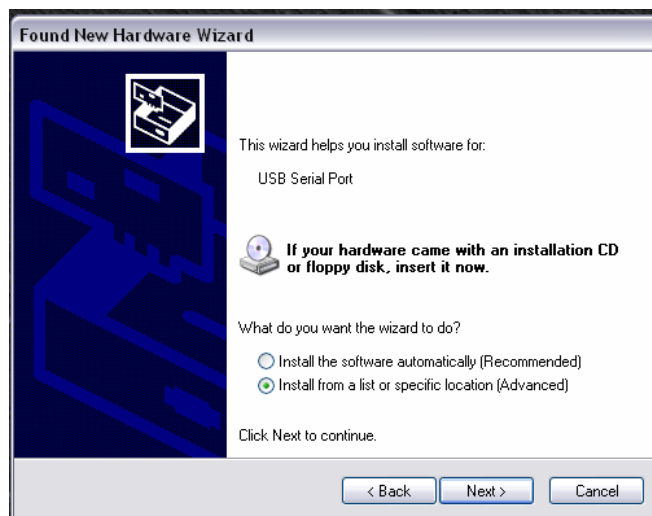 Found New Hardware Wizard
This wizard helps you install software for:
USB Serial Port
If your hardware came with an installation CD
or floppy disk, insert it now.
What do you want the wizard to do?
Install the software automatically (Recommended)
Install from a list or specific location (Advanced)
Click Next to continue.
< Back
Next >
Cancel